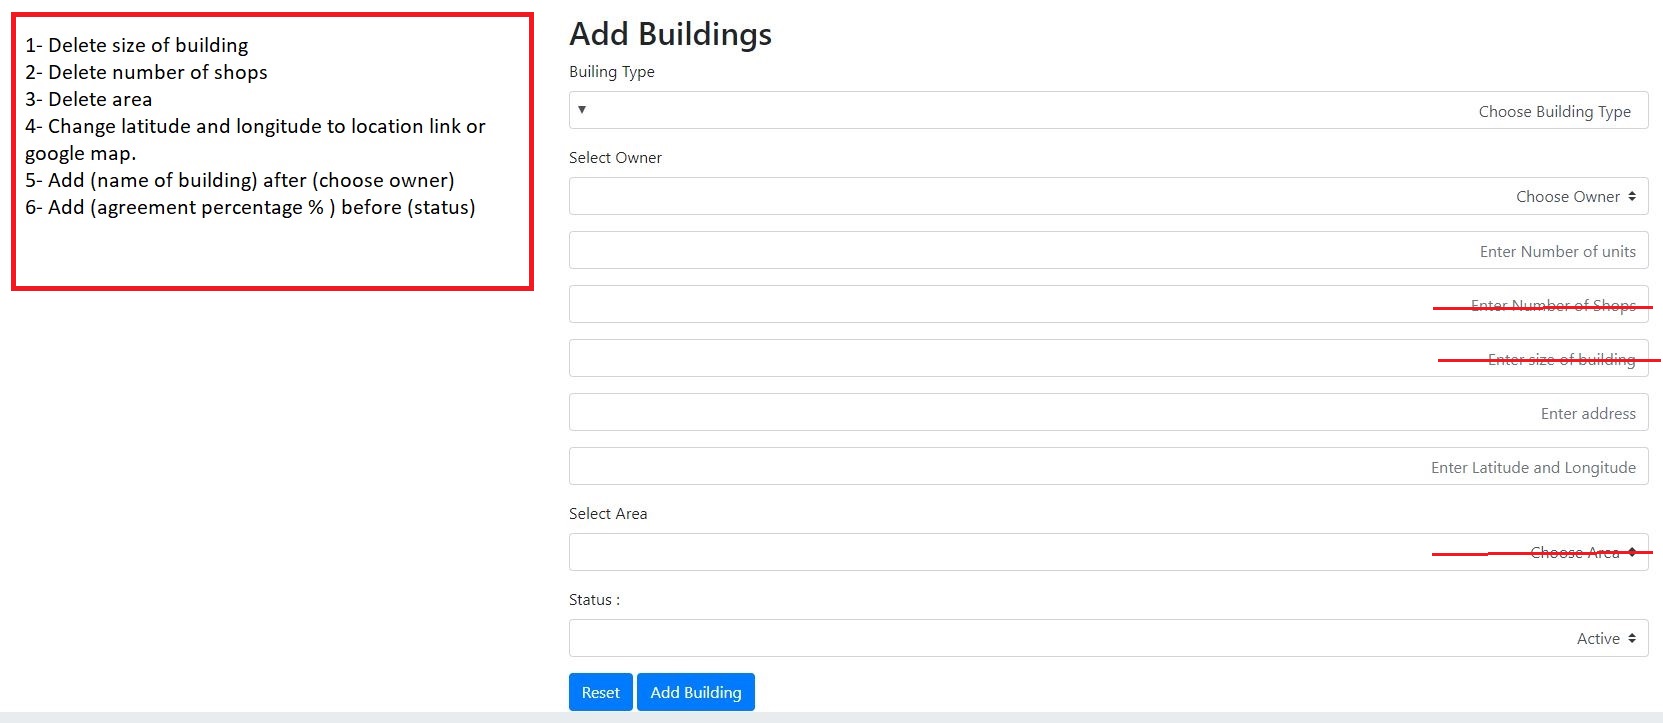 1- Delete size of building
2- Delete number of shops
3- Delete area
4- Change latitude and longitude to location link or
google map.
5- Add (name of building) after (choose owner)
6- Add (agreement percentage % ) before (status)
Add Buildings
Builing Type
Choose Building Type
Select Owner
Choose Owner
Enter Number of units
Enter Number of Shops
Enter size of building
Enter address
Enter Latitude and Longitude
Select Area
Choose Area
Status :
Active
Reset Add Building